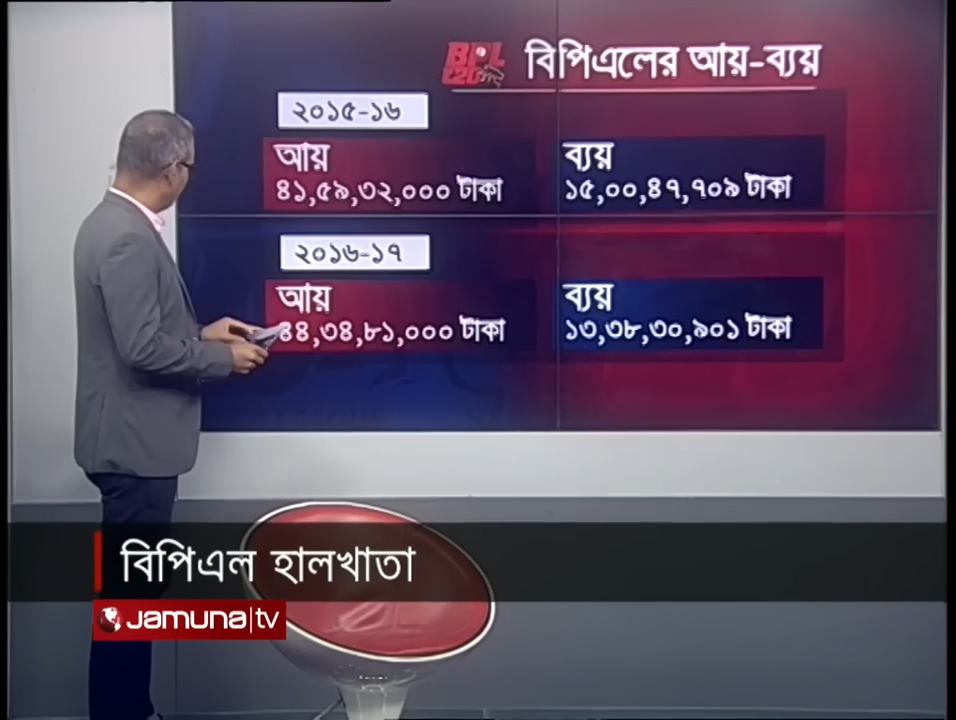 BPL বিপিএলের আয়-ব্যয়
২০১৫-১৬
আয় ব্যয়
৪১,৫৯,৩২,০০০ টাকা ১৫,০০,৪৭,৭০৯ টাকা
২০১৬-১৭
আয় ব্যয়
৪৪,৩৪,৮১,০০০ টাকা ১৩,৩৮,৩০,৯০১ টাকা
বিপিএল হালখাতা
Jamuna|tv